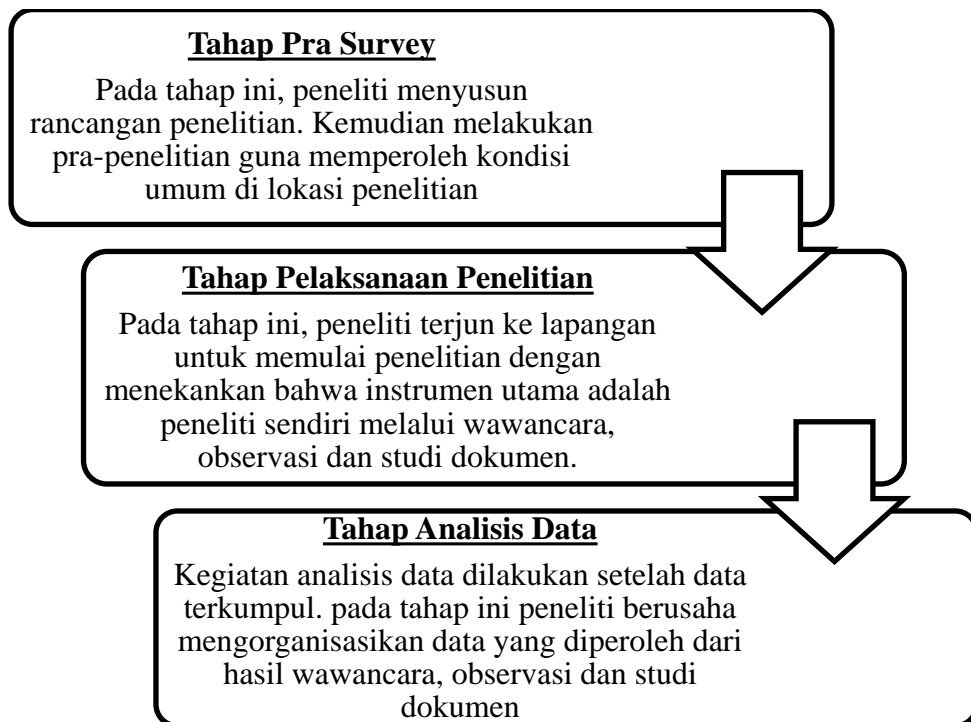 Tahap Pra Survey
Pada tahap ini, peneliti menyusun
rancangan penelitian. Kemudian melakukan
pra-penelitian guna memperoleh kondisi
umum di lokasi penelitian
Tahap Pelaksanaan Penelitian
Pada tahap ini, peneliti terjun ke lapangan
untuk memulai penelitian dengan
menekankan bahwa instrumen utama adalah
peneliti sendiri melalui wawancara,
observasi dan studi dokumen.
Tahap Analisis Data
Kegiatan analisis data dilakukan setelah data
terkumpul. pada tahap ini peneliti berusaha
mengorganisasikan data yang diperoleh dari
hasil wawancara, observasi dan studi
dokumen